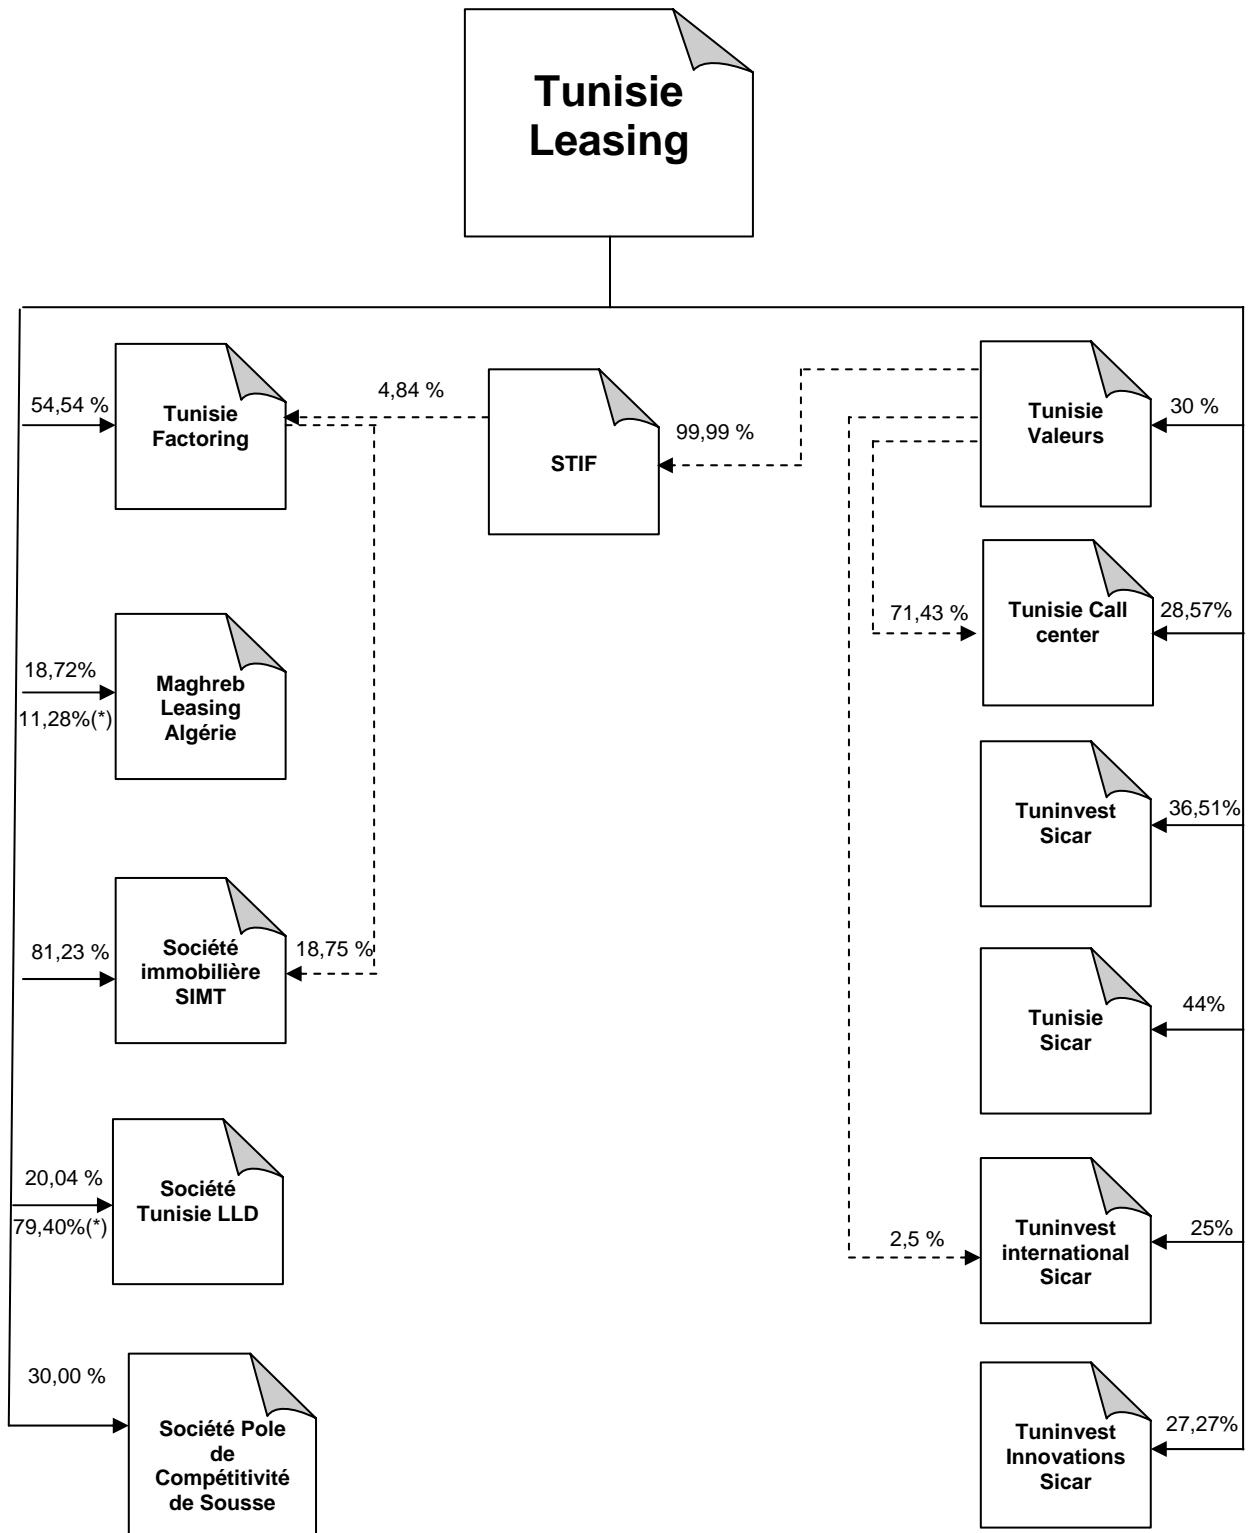 Tunisie
Leasing
54,54 %
Tunisie
Factoring
4,84 %
STIF
99,99 %
Tunisie
Valeurs
30 %
71,43 %
Tunisie Call
center
28,57%
18,72%
11,28%(*)
Maghreb
Leasing
Algérie
Tuninvest
Sicar
36,51%
81,23 %
Société
immobilière
SIMT
18,75 %
Tunisie
Sicar
44%
20,04 %
79,40%(*)
Société
Tunisie LLD
2,5 %
Tuninvest
international
Sicar
25%
30,00 %
Société Pole
de
Compétitivité
de Sousse
Tuninvest
Innovations
Sicar
27,27%